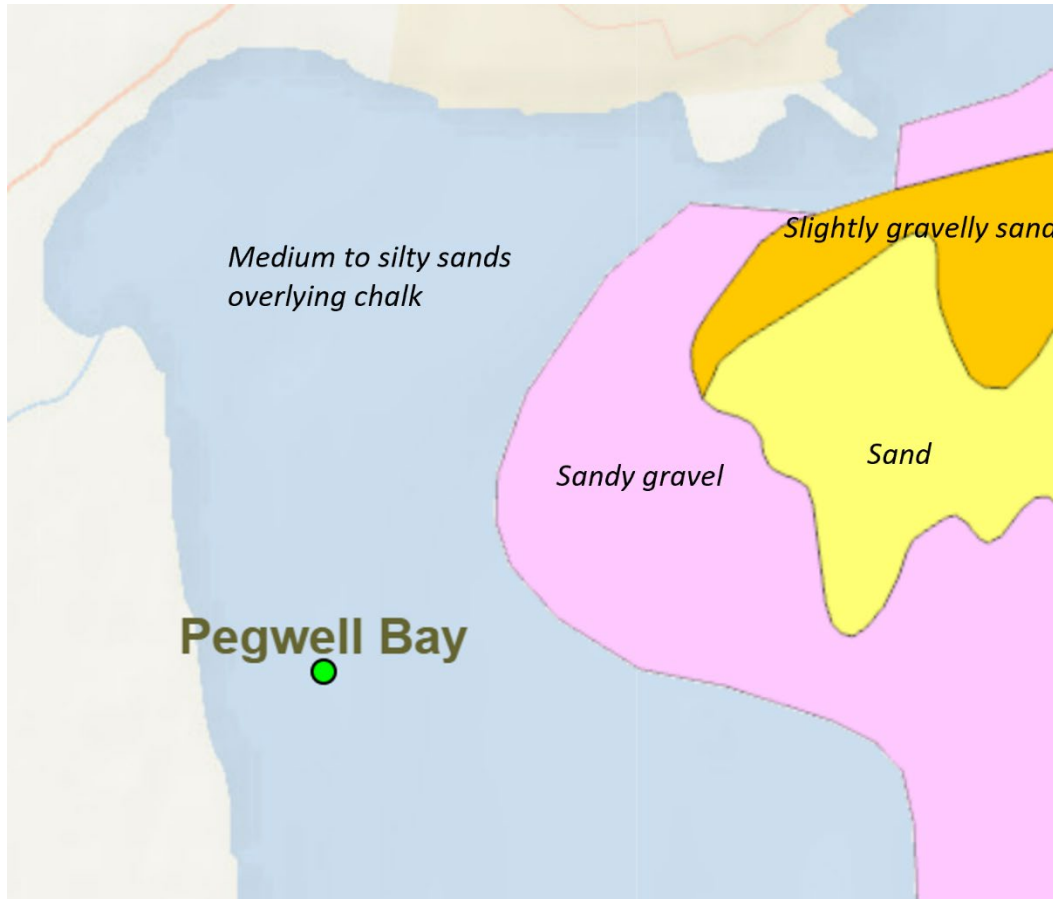 Slightly gravelly sand
Medium to silty sands
overlying chalk
Sand
Sandy gravel
Pegwell Bay